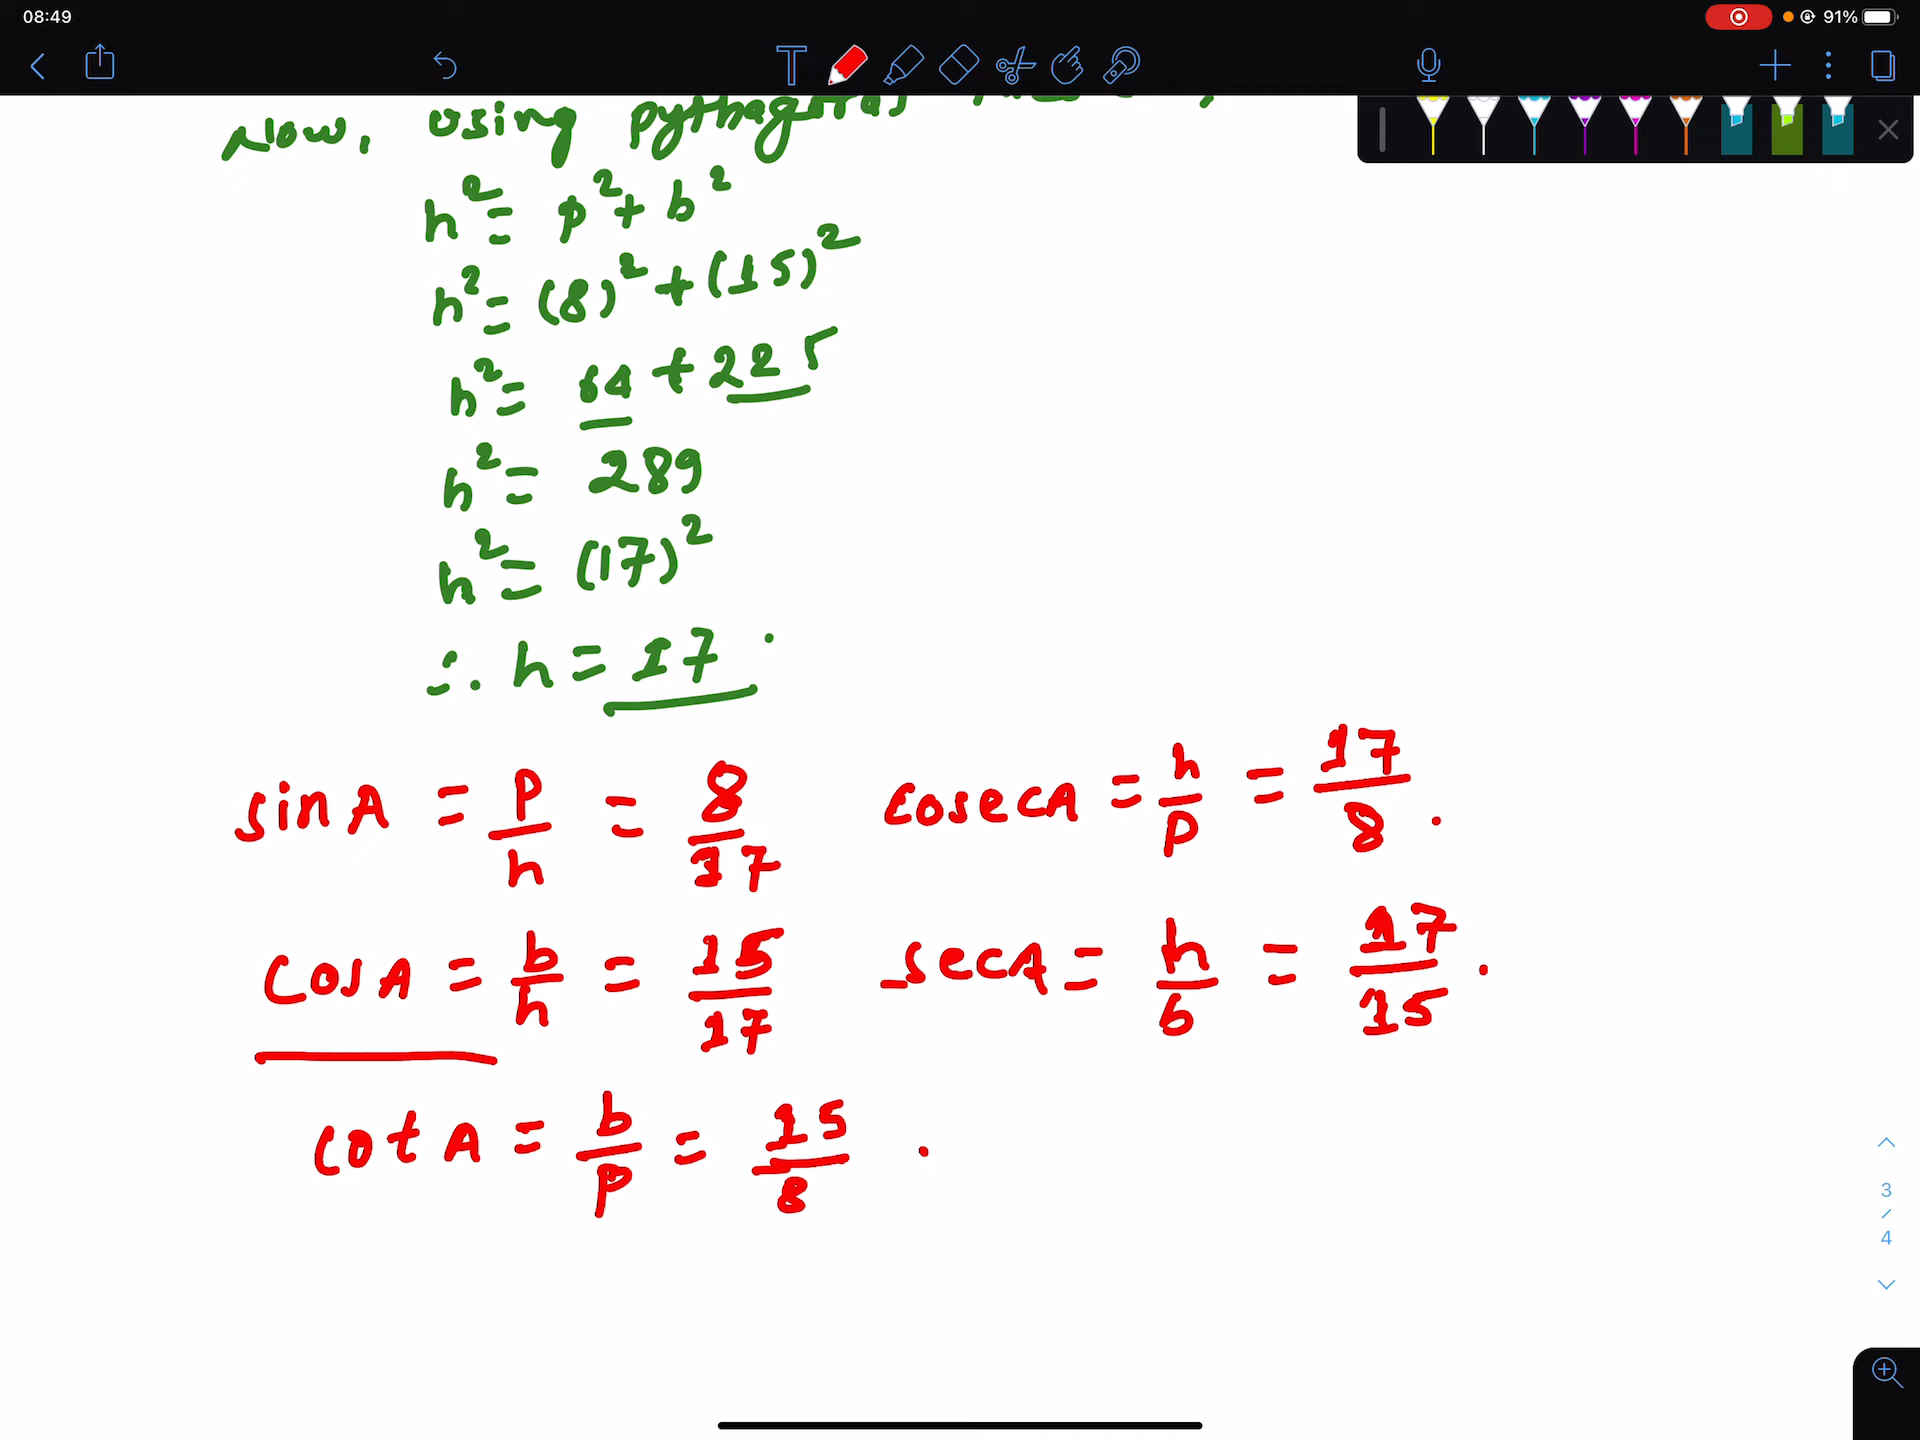 08:49
91%
Now, using pythagoras
h² = p² + b²
h² = (8)² + (15)²
h² = 64 + 225
h² = 289
h² = (17)²
∴ h = 17.
sin A = p/h = 8/17
cosec A = h/p = 17/8.
cos A = b/h = 15/17
sec A = h/b = 17/15.
cot A = b/p = 15/8.
3
/
4